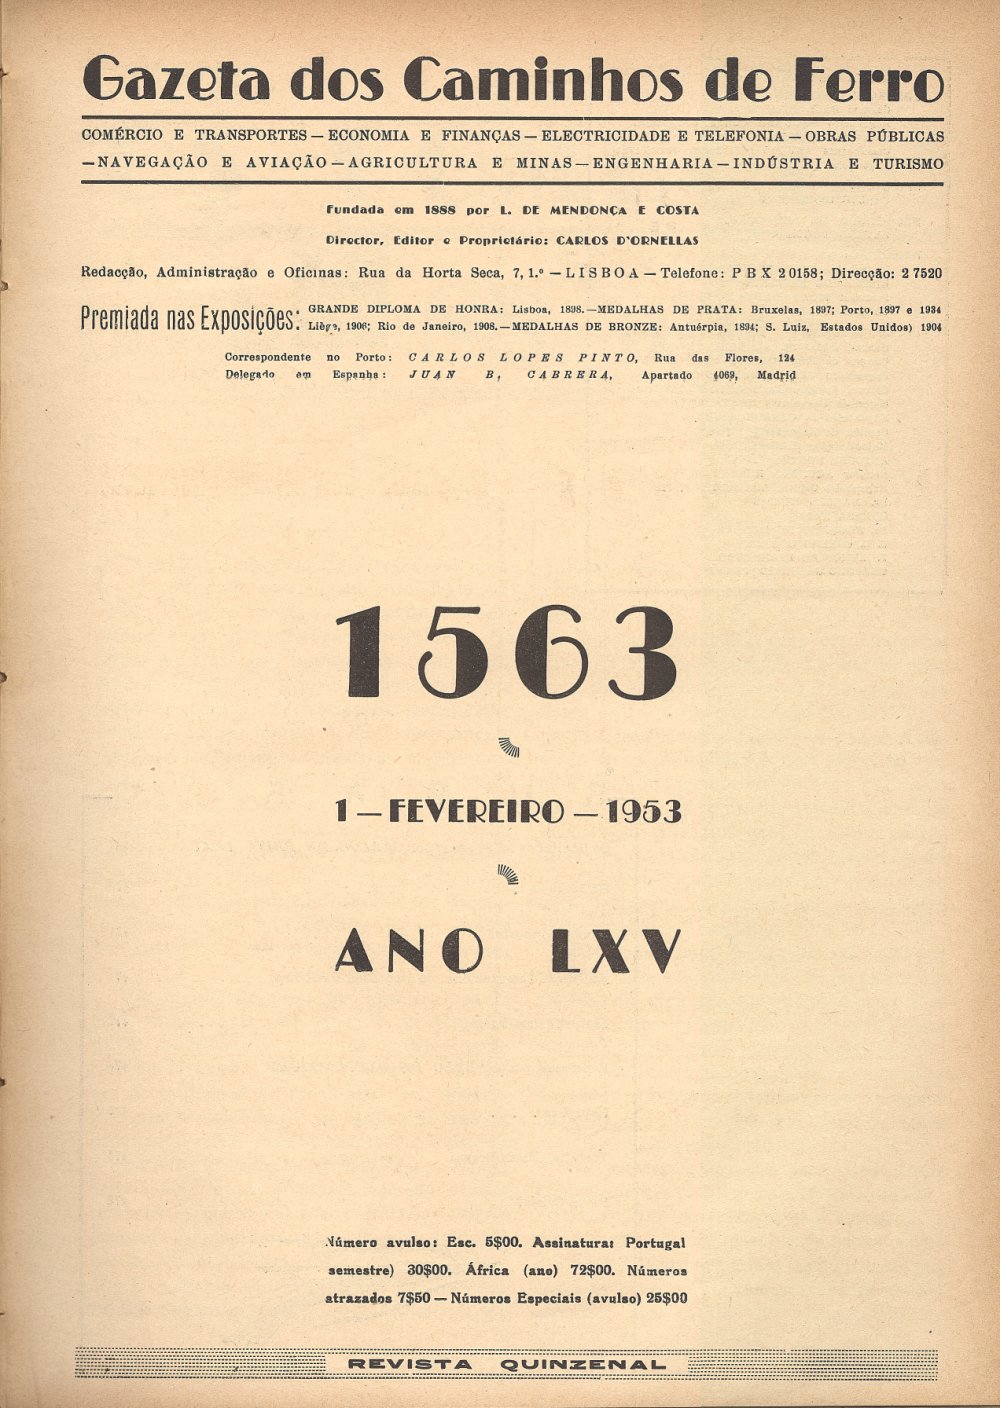 Gazeta dos Caminhos de Ferro
COMÉRCIO E TRANSPORTES — ECONOMIA E FINANÇAS — ELECTRICIDADE E TELEFONIA — OBRAS PÚBLICAS
— NAVEGAÇÃO E AVIAÇÃO — AGRICULTURA E MINAS — ENGENHARIA — INDÚSTRIA E TURISMO
Fundada em 1888 por L. DE MENDONÇA E COSTA
Director, Editor e Proprietário: CARLOS D'ORNELLAS
Redacção, Administração e Oficinas: Rua da Horta Seca, 7, 1.º — LISBOA — Telefone: PBX 20158; Direcção: 27520
Premiada nas Exposições:
GRANDE DIPLOMA DE HONRA: Lisboa, 1898. — MEDALHAS DE PRATA: Bruxelas, 1897; Porto, 1897 e 1934
Liège, 1906; Rio de Janeiro, 1908. — MEDALHAS DE BRONZE: Antuérpia, 1894; S. Luiz, Estados Unidos) 1904
Correspondente no Porto: CARLOS LOPES PINTO, Rua das Flores, 124
Delegado em Espanha: JUAN B. CABRERA, Apartado 4069, Madrid
1563
1 — FEVEREIRO — 1953
ANO LXV
Número avulso: Esc. 5$00. Assinatura: Portugal
semestre) 30$00. África (ano) 72$00. Números
atrazados 7$50 — Números Especiais (avulso) 25$00
REVISTA QUINZENAL